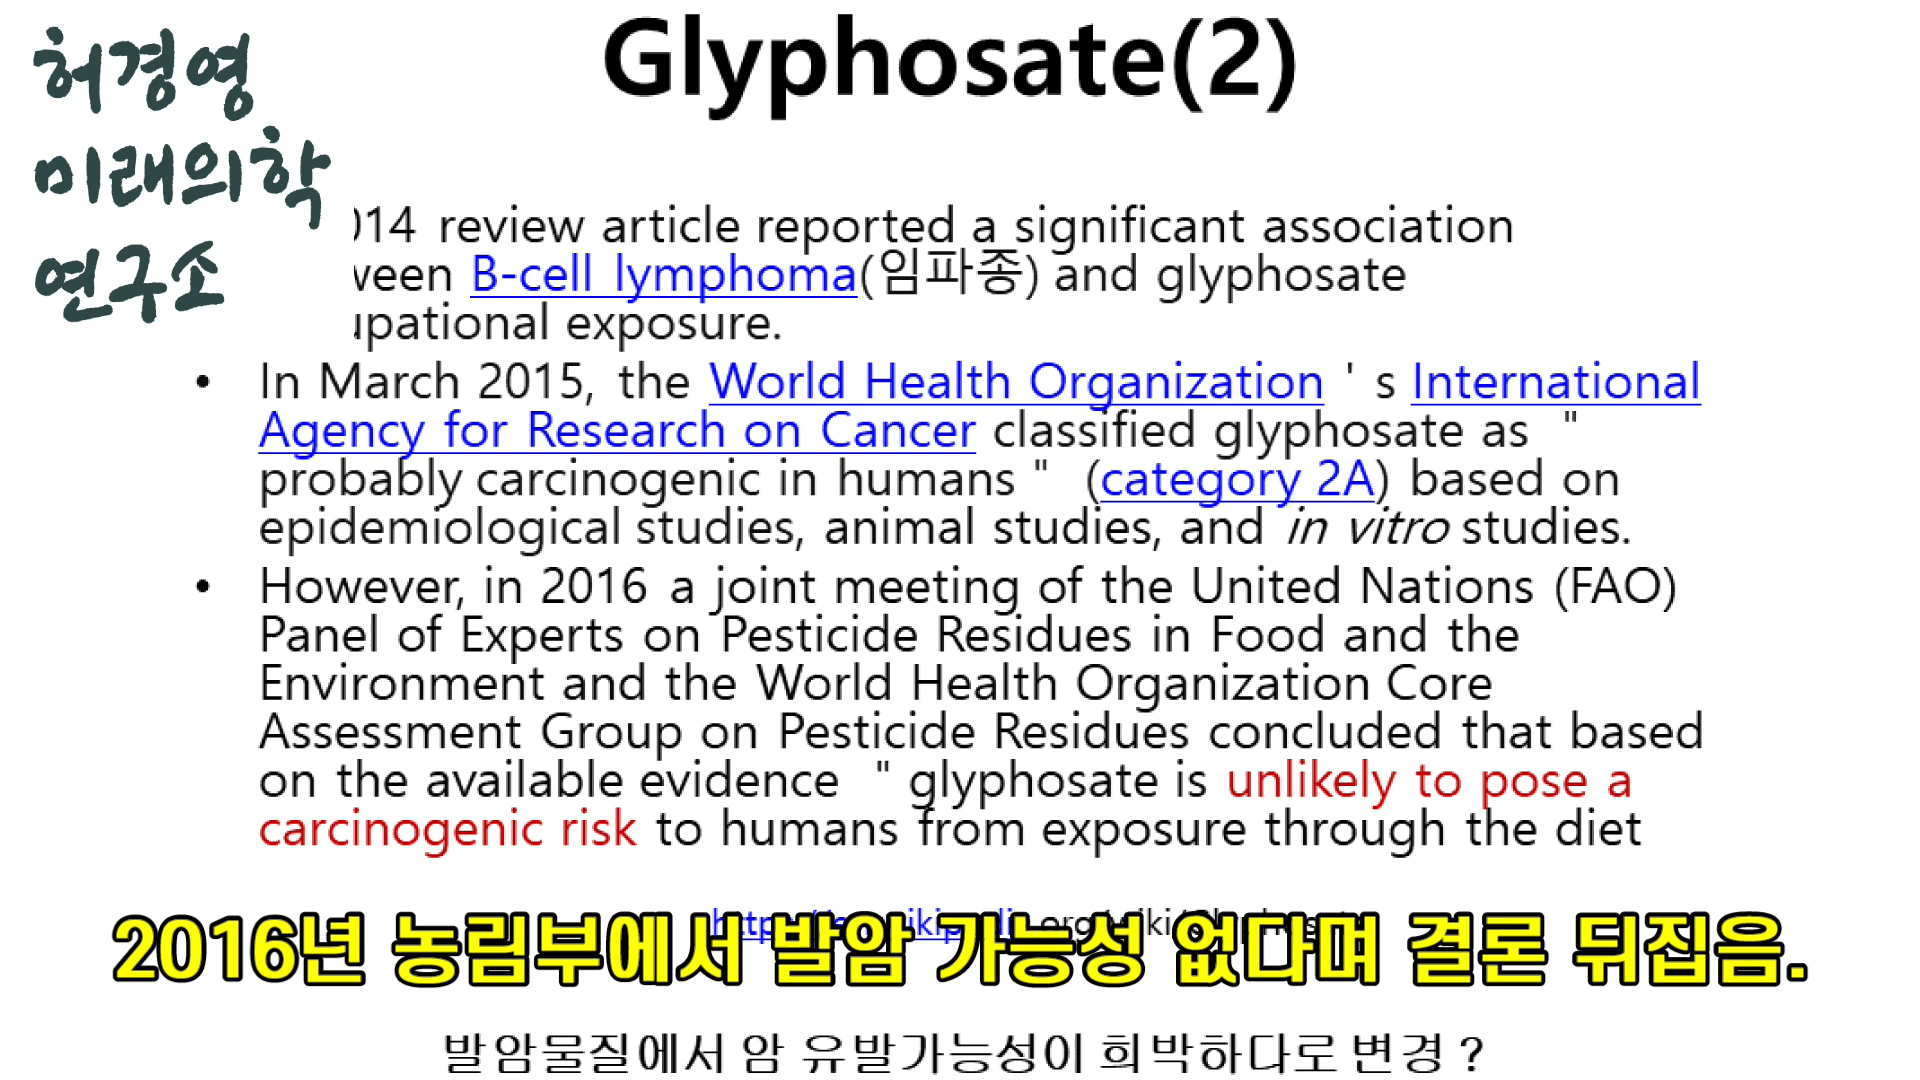 Glyphosate(2)
허경영
미래의학
연구소
14 review article reported a significant association
ween B-cell lymphoma(임파종) and glyphosate
upational exposure.
• In March 2015, the World Health Organization ' s International
Agency for Research on Cancer classified glyphosate as "
probably carcinogenic in humans " (category 2A) based on
epidemiological studies, animal studies, and in vitro studies.
• However, in 2016 a joint meeting of the United Nations (FAO)
Panel of Experts on Pesticide Residues in Food and the
Environment and the World Health Organization Core
Assessment Group on Pesticide Residues concluded that based
on the available evidence " glyphosate is unlikely to pose a
carcinogenic risk to humans from exposure through the diet
2016년 농림부에서 발암 가능성 없다며 결론 뒤집음.
발암물질에서 암 유발가능성이 희박하다로 변경 ?